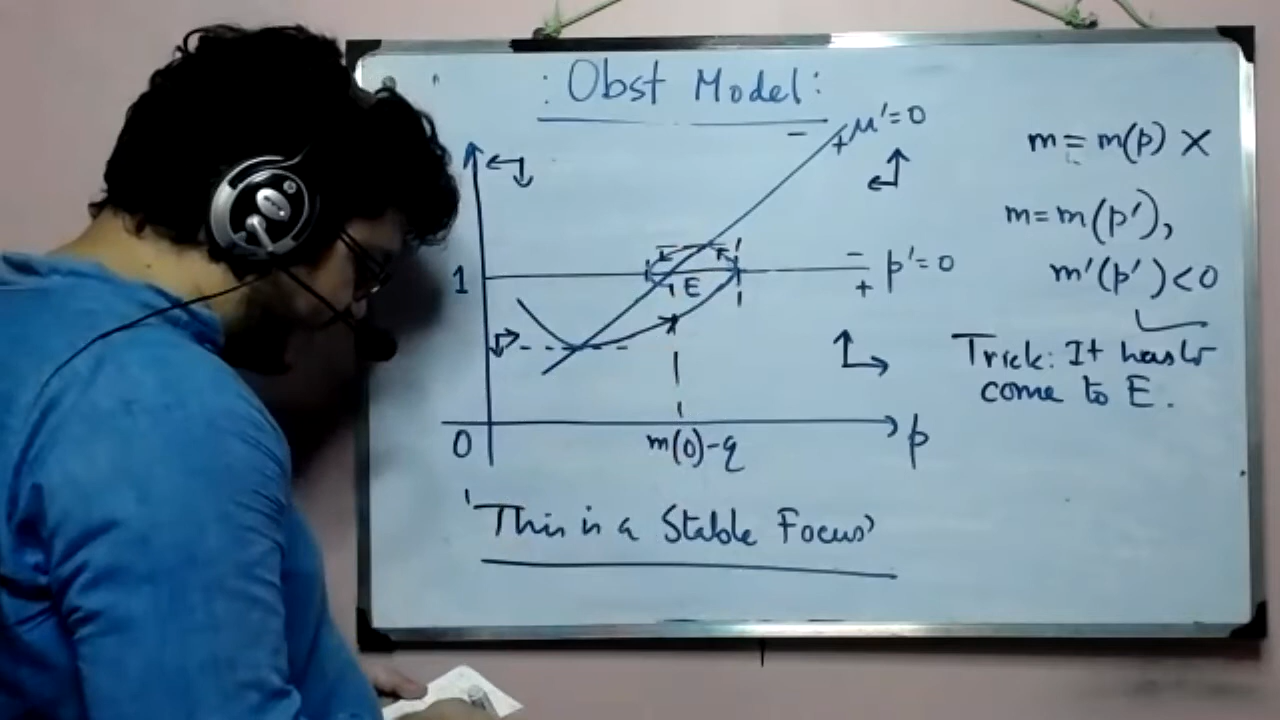 : Obst Model :
μ'=0
- +
m = m(p) X
m = m(p'),
m'(p') < 0
1
E
- +
p'=0
Trick: It has to
come to E.
0
m(0)-q
p
'This is a Stable Focus'